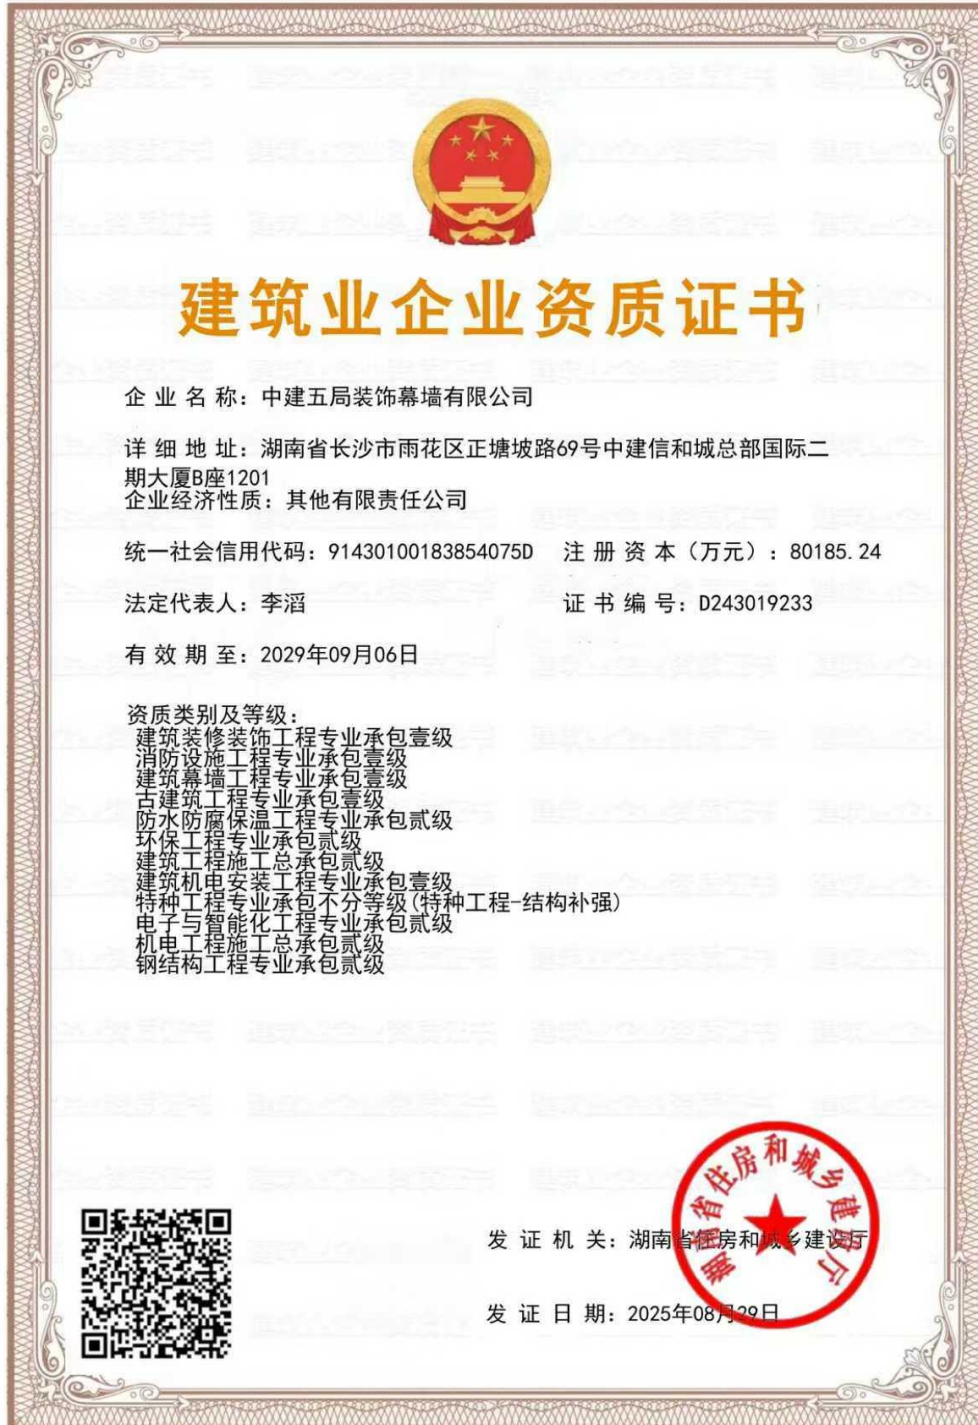 建筑业企业资质证书
企业名称：中建五局装饰幕墙有限公司
详细地址：湖南省长沙市雨花区正塘坡路69号中建信和城总部国际二
期大厦B座1201
企业经济性质：其他有限责任公司
统一社会信用代码：91430100183854075D 注册资本（万元）：80185.24
法定代表人：李滔 证书编号：D243019233
有效期至：2029年09月06日
资质类别及等级：
建筑装修装饰工程专业承包壹级
消防设施工程专业承包壹级
建筑幕墙工程专业承包壹级
古建筑工程专业承包壹级
防水防腐保温工程专业承包贰级
环保工程专业承包贰级
建筑工程施工总承包贰级
建筑机电安装工程专业承包壹级
特种工程专业承包不分等级(特种工程-结构补强)
电子与智能化工程专业承包贰级
机电工程施工总承包贰级
钢结构工程专业承包贰级
湖南省住房和城乡建设厅
发证机关：湖南省住房和城乡建设厅
发证日期：2025年08月29日